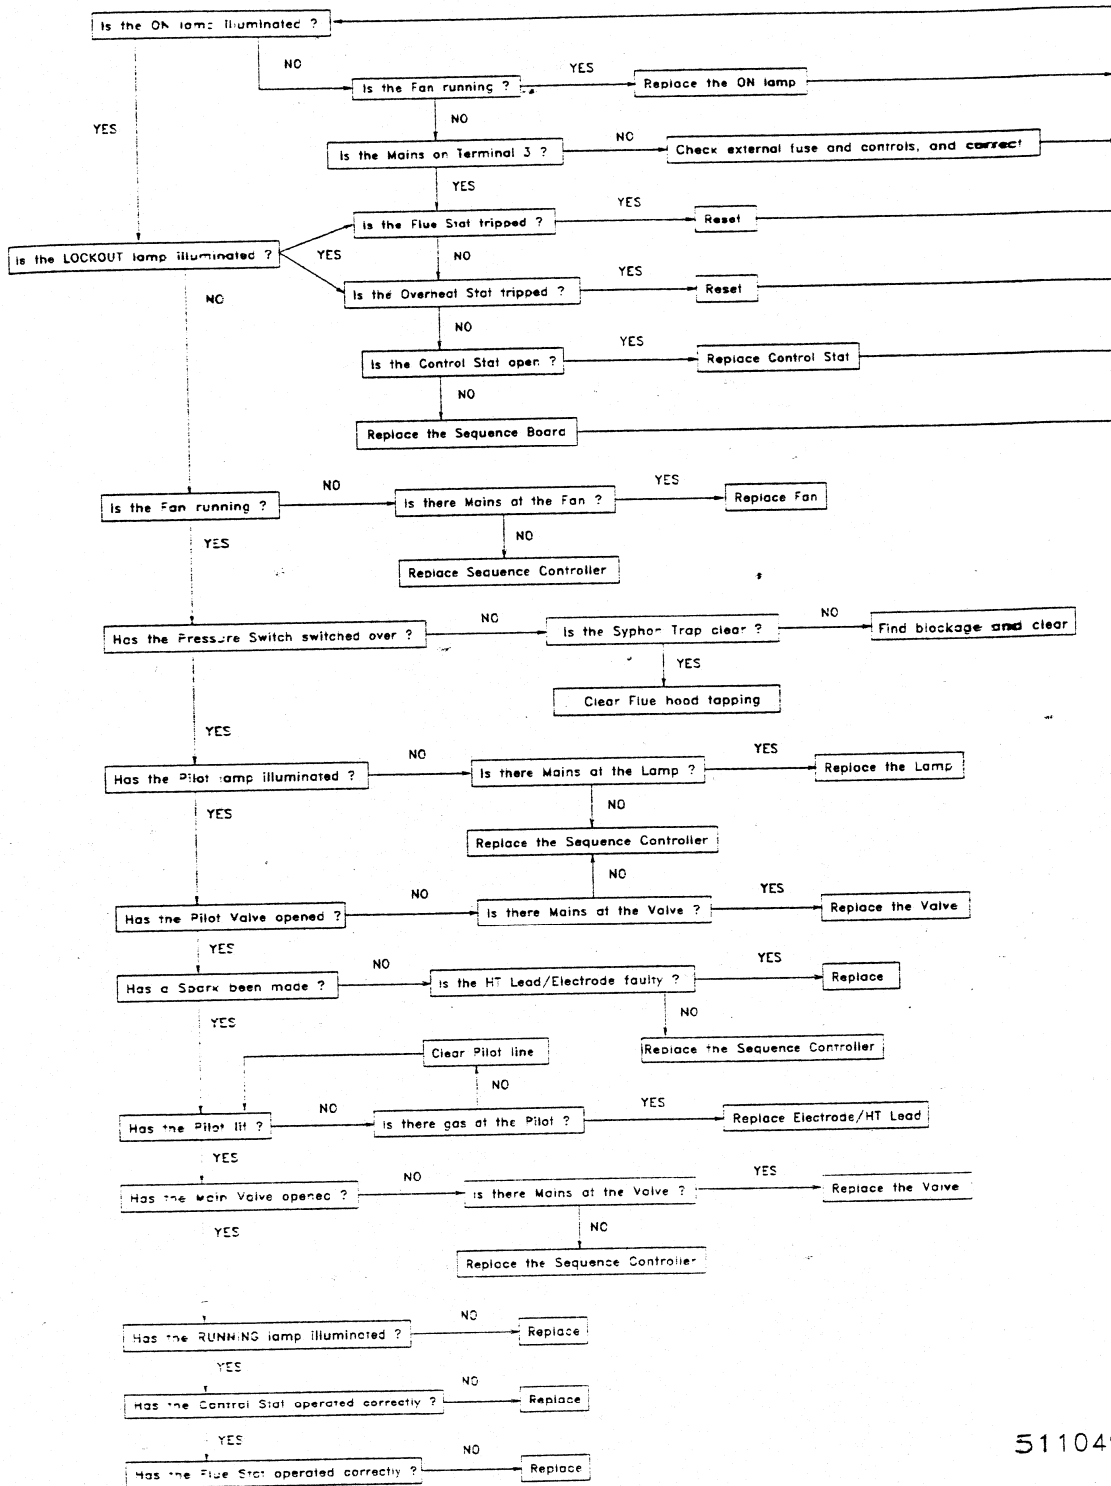 Is the ON lamp illuminated ?
NO
YES
Is the Fan running ?
Replace the ON lamp
YES
NO
Is the Mains on Terminal 3 ?
NO
Check external fuse and controls, and correct
YES
Is the Flue Stat tripped ?
YES
Reset
Is the LOCKOUT lamp illuminated ?
YES
NO
NO
Is the Overheat Stat tripped ?
YES
Reset
NO
Is the Control Stat open ?
YES
Replace Control Stat
NO
Replace the Sequence Board
Is the Fan running ?
NO
Is there Mains at the Fan ?
YES
Replace Fan
YES
NO
Replace Sequence Controller
Has the Pressure Switch switched over ?
NO
Is the Syphon Trap clear ?
NO
Find blockage and clear
YES
Clear Flue hood tapping
YES
Has the Pilot lamp illuminated ?
NO
Is there Mains at the Lamp ?
YES
Replace the Lamp
YES
NO
Replace the Sequence Controller
NO
Has the Pilot Valve opened ?
NO
Is there Mains at the Valve ?
YES
Replace the Valve
YES
Has a Spark been made ?
NO
Is the HT Lead/Electrode faulty ?
YES
Replace
YES
NO
Replace the Sequence Controller
Clear Pilot line
NO
Has the Pilot lit ?
NO
Is there gas at the Pilot ?
YES
Replace Electrode/HT Lead
YES
Has the Main Valve opened ?
NO
Is there Mains at the Valve ?
YES
Replace the Valve
YES
NO
Replace the Sequence Controller
Has the RUNNING lamp illuminated ?
NO
Replace
YES
Has the Control Stat operated correctly ?
NO
Replace
YES
Has the Flue Stat operated correctly ?
NO
Replace